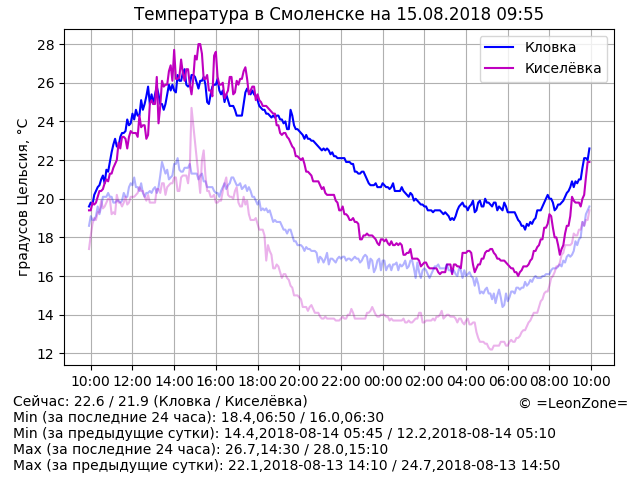 Температура в Смоленске на 15.08.2018 09:55
градусов Цельсия, °C
28
26
24
22
20
18
16
14
12
Кловка
Киселёвка
10:00 12:00 14:00 16:00 18:00 20:00 22:00 00:00 02:00 04:00 06:00 08:00 10:00
Сейчас: 22.6 / 21.9 (Кловка / Киселёвка)
© =LeonZone=
Min (за последние 24 часа): 18.4,06:50 / 16.0,06:30
Min (за предыдущие сутки): 14.4,2018-08-14 05:45 / 12.2,2018-08-14 05:10
Max (за последние 24 часа): 26.7,14:30 / 28.0,15:10
Max (за предыдущие сутки): 22.1,2018-08-13 14:10 / 24.7,2018-08-13 14:50